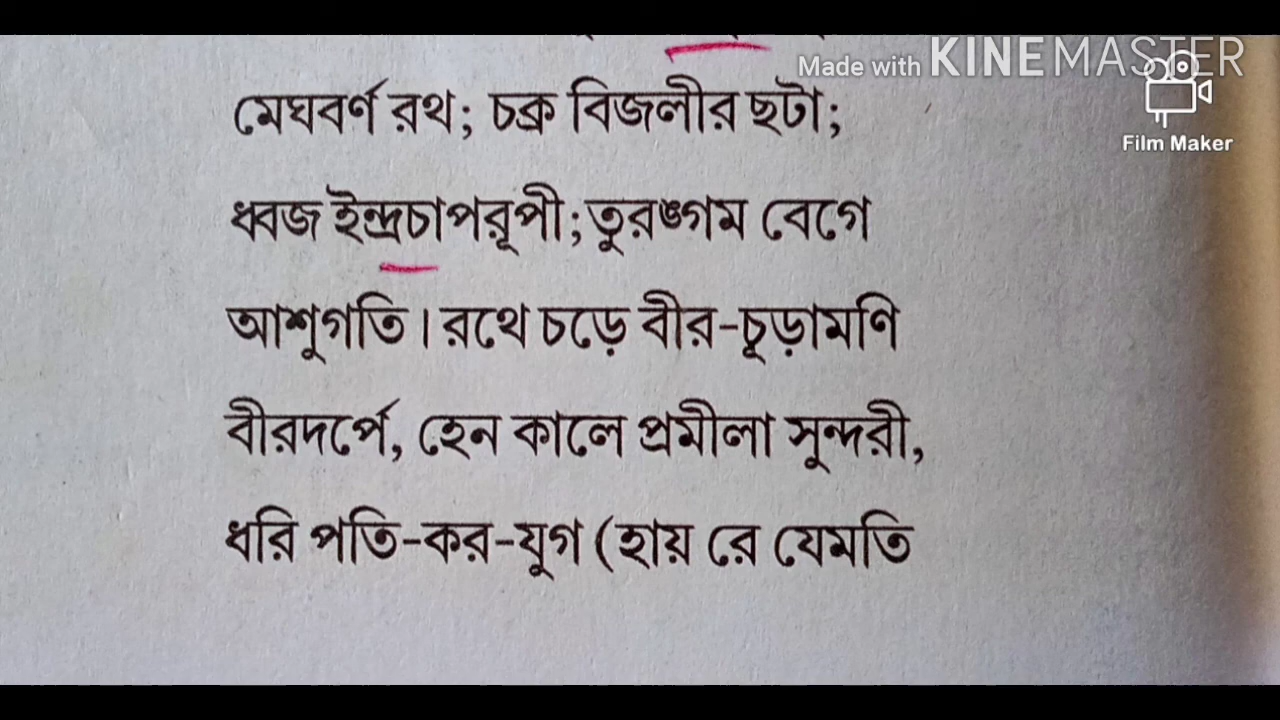 Made with KINEMASTER
Film Maker
মেঘবর্ণ রথ; চক্র বিজলীর ছটা;
ধ্বজ ইন্দ্রচাপরূপী; তুরঙ্গম বেগে
আশুগতি। রথে চড়ে বীর-চূড়ামণি
বীরদর্পে, হেন কালে প্রমীলা সুন্দরী,
ধরি পতি-কর-যুগ (হায় রে যেমতি